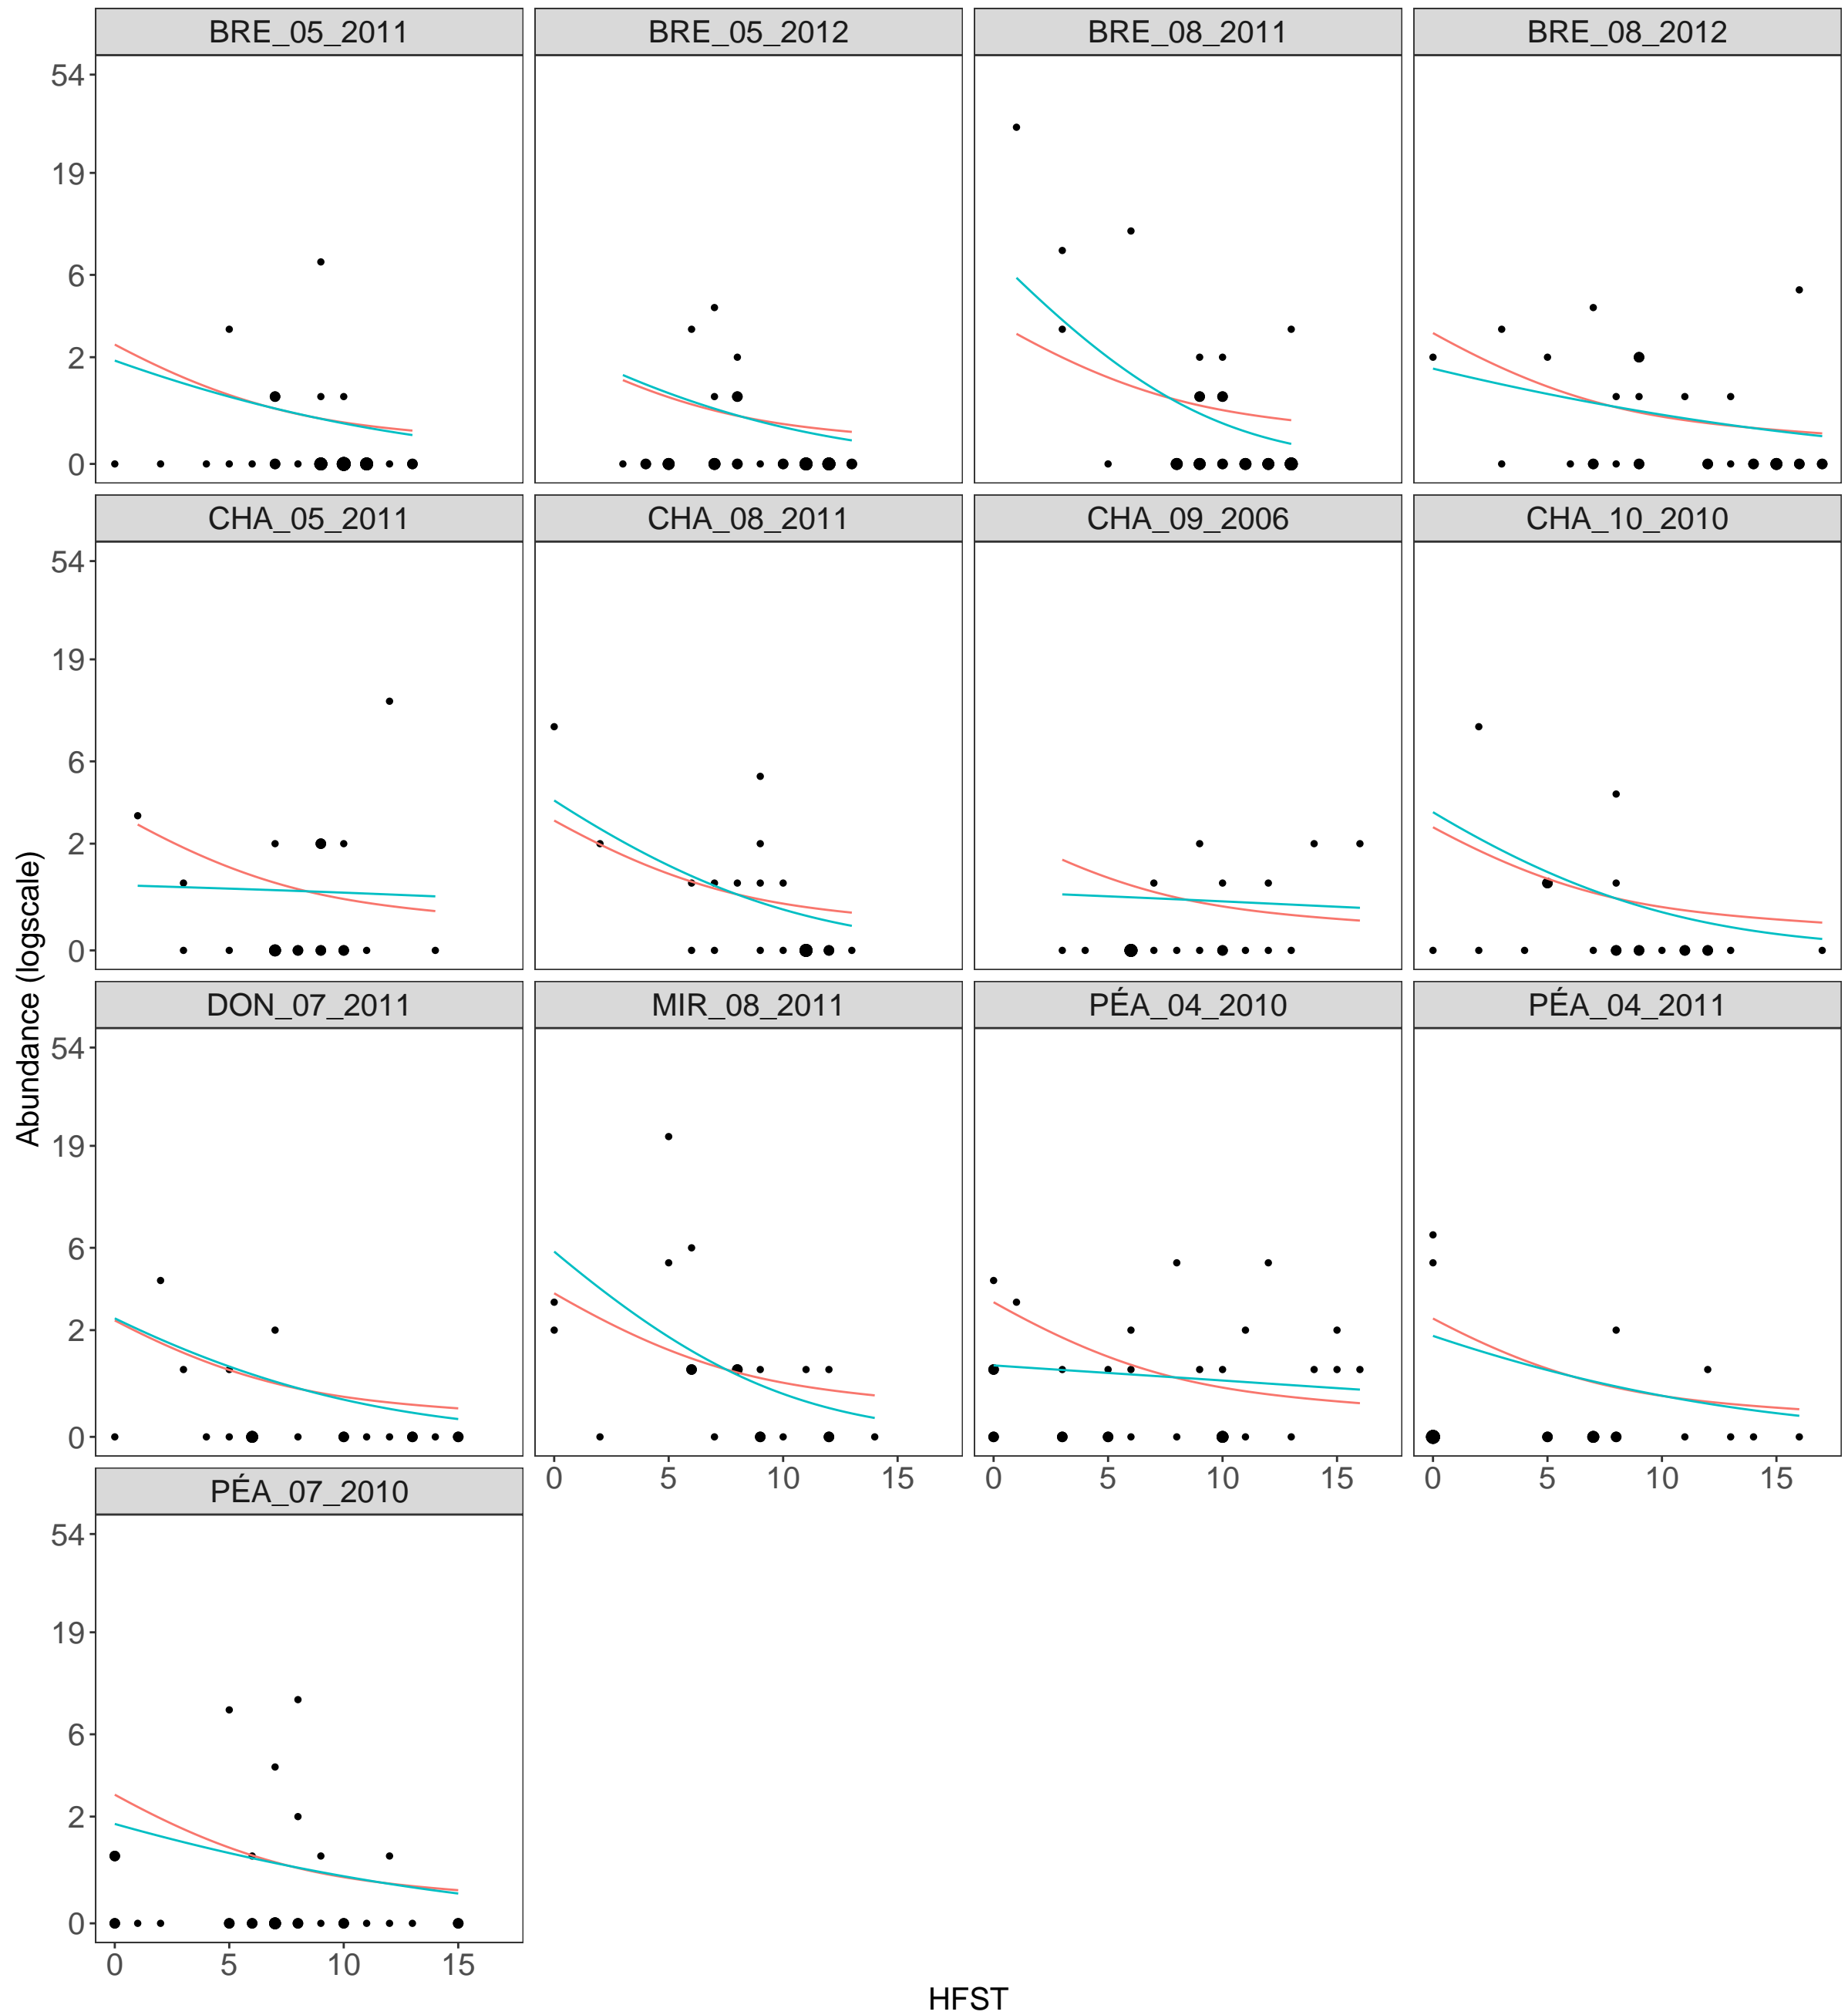 BRE_05_2011 BRE_05_2012 BRE_08_2011 BRE_08_2012
54
19
6
2
0
CHA_05_2011 CHA_08_2011 CHA_09_2006 CHA_10_2010
54
19
6
2
0
Abundance (logscale)
DON_07_2011 MIR_08_2011 PÉA_04_2010 PÉA_04_2011
54
19
6
2
0
0 5 10 15 0 5 10 15 0 5 10 15
PÉA_07_2010
54
19
6
2
0
0 5 10 15
HFST